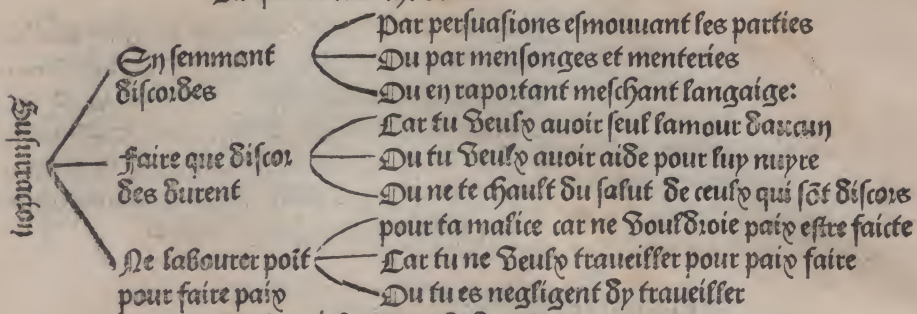 En ſemmant
diſcordes
Par perſuaſions eſmouuant les parties
Ou par menſonges et menteries
Ou en raportant meſchant langaige:
faire que diſcor
des durent
Car tu veulx auoir ſeul lamour daucun
Ou tu veulx auoir aide pour luy nuyre
Ou ne te chault du ſalut de ceulx qui ſõt diſcors
pour ta malice car ne vouldroie paix eſtre faicte
Ne labourer poĩt
pour faire paix
Car tu ne veulx traueiller pour paix faire
Ou tu es negligent dy traueiller